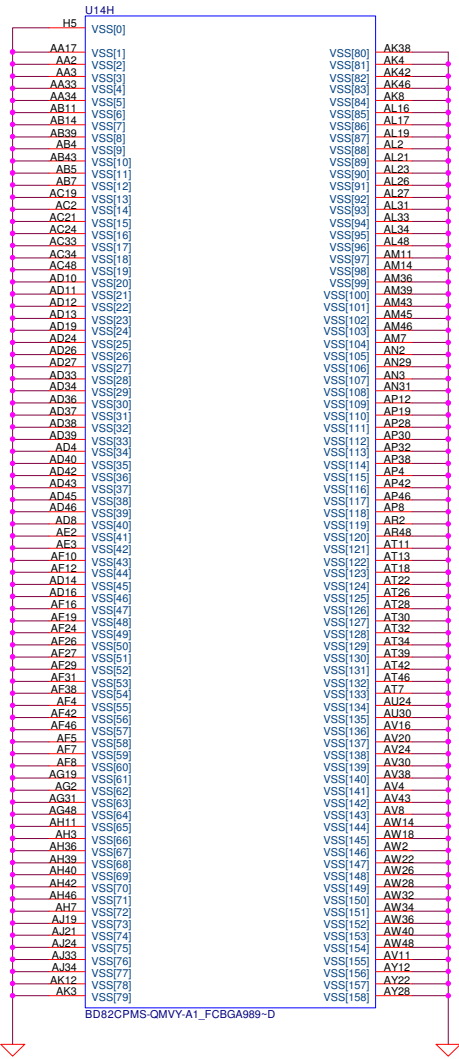 U14H
H5 VSS[0]
AA17 VSS[1] VSS[80] AK38
AA2 VSS[2] VSS[81] AK4
AA3 VSS[3] VSS[82] AK42
AA33 VSS[4] VSS[83] AK46
AA34 VSS[5] VSS[84] AK8
AB11 VSS[6] VSS[85] AL16
AB14 VSS[7] VSS[86] AL17
AB39 VSS[8] VSS[87] AL19
AB4 VSS[9] VSS[88] AL2
AB43 VSS[10] VSS[89] AL21
AB5 VSS[11] VSS[90] AL23
AB7 VSS[12] VSS[91] AL26
AC19 VSS[13] VSS[92] AL27
AC2 VSS[14] VSS[93] AL31
AC21 VSS[15] VSS[94] AL33
AC24 VSS[16] VSS[95] AL34
AC33 VSS[17] VSS[96] AL48
AC34 VSS[18] VSS[97] AM11
AC48 VSS[19] VSS[98] AM14
AD10 VSS[20] VSS[99] AM36
AD11 VSS[21] VSS[100] AM39
AD12 VSS[22] VSS[101] AM43
AD13 VSS[23] VSS[102] AM45
AD19 VSS[24] VSS[103] AM46
AD24 VSS[25] VSS[104] AM7
AD26 VSS[26] VSS[105] AN2
AD27 VSS[27] VSS[106] AN29
AD33 VSS[28] VSS[107] AN3
AD34 VSS[29] VSS[108] AN31
AD36 VSS[30] VSS[109] AP12
AD37 VSS[31] VSS[110] AP19
AD38 VSS[32] VSS[111] AP28
AD39 VSS[33] VSS[112] AP30
AD4 VSS[34] VSS[113] AP32
AD40 VSS[35] VSS[114] AP38
AD42 VSS[36] VSS[115] AP4
AD43 VSS[37] VSS[116] AP42
AD45 VSS[38] VSS[117] AP46
AD46 VSS[39] VSS[118] AP8
AD8 VSS[40] VSS[119] AR2
AE2 VSS[41] VSS[120] AR48
AE3 VSS[42] VSS[121] AT11
AF10 VSS[43] VSS[122] AT13
AF12 VSS[44] VSS[123] AT18
AD14 VSS[45] VSS[124] AT22
AD16 VSS[46] VSS[125] AT26
AF16 VSS[47] VSS[126] AT28
AF19 VSS[48] VSS[127] AT30
AF24 VSS[49] VSS[128] AT32
AF26 VSS[50] VSS[129] AT34
AF27 VSS[51] VSS[130] AT39
AF29 VSS[52] VSS[131] AT42
AF31 VSS[53] VSS[132] AT46
AF38 VSS[54] VSS[133] AT7
AF4 VSS[55] VSS[134] AU24
AF42 VSS[56] VSS[135] AU30
AF46 VSS[57] VSS[136] AV16
AF5 VSS[58] VSS[137] AV20
AF7 VSS[59] VSS[138] AV24
AF8 VSS[60] VSS[139] AV30
AG19 VSS[61] VSS[140] AV38
AG2 VSS[62] VSS[141] AV4
AG31 VSS[63] VSS[142] AV43
AG48 VSS[64] VSS[143] AV8
AH11 VSS[65] VSS[144] AW14
AH3 VSS[66] VSS[145] AW18
AH36 VSS[67] VSS[146] AW2
AH39 VSS[68] VSS[147] AW22
AH40 VSS[69] VSS[148] AW26
AH42 VSS[70] VSS[149] AW28
AH46 VSS[71] VSS[150] AW32
AH7 VSS[72] VSS[151] AW34
AJ19 VSS[73] VSS[152] AW36
AJ21 VSS[74] VSS[153] AW40
AJ24 VSS[75] VSS[154] AW48
AJ33 VSS[76] VSS[155] AV11
AJ34 VSS[77] VSS[156] AY12
AK12 VSS[78] VSS[157] AY22
AK3 VSS[79] VSS[158] AY28
BD82CPMS-QMVY-A1_FCBGA989~D